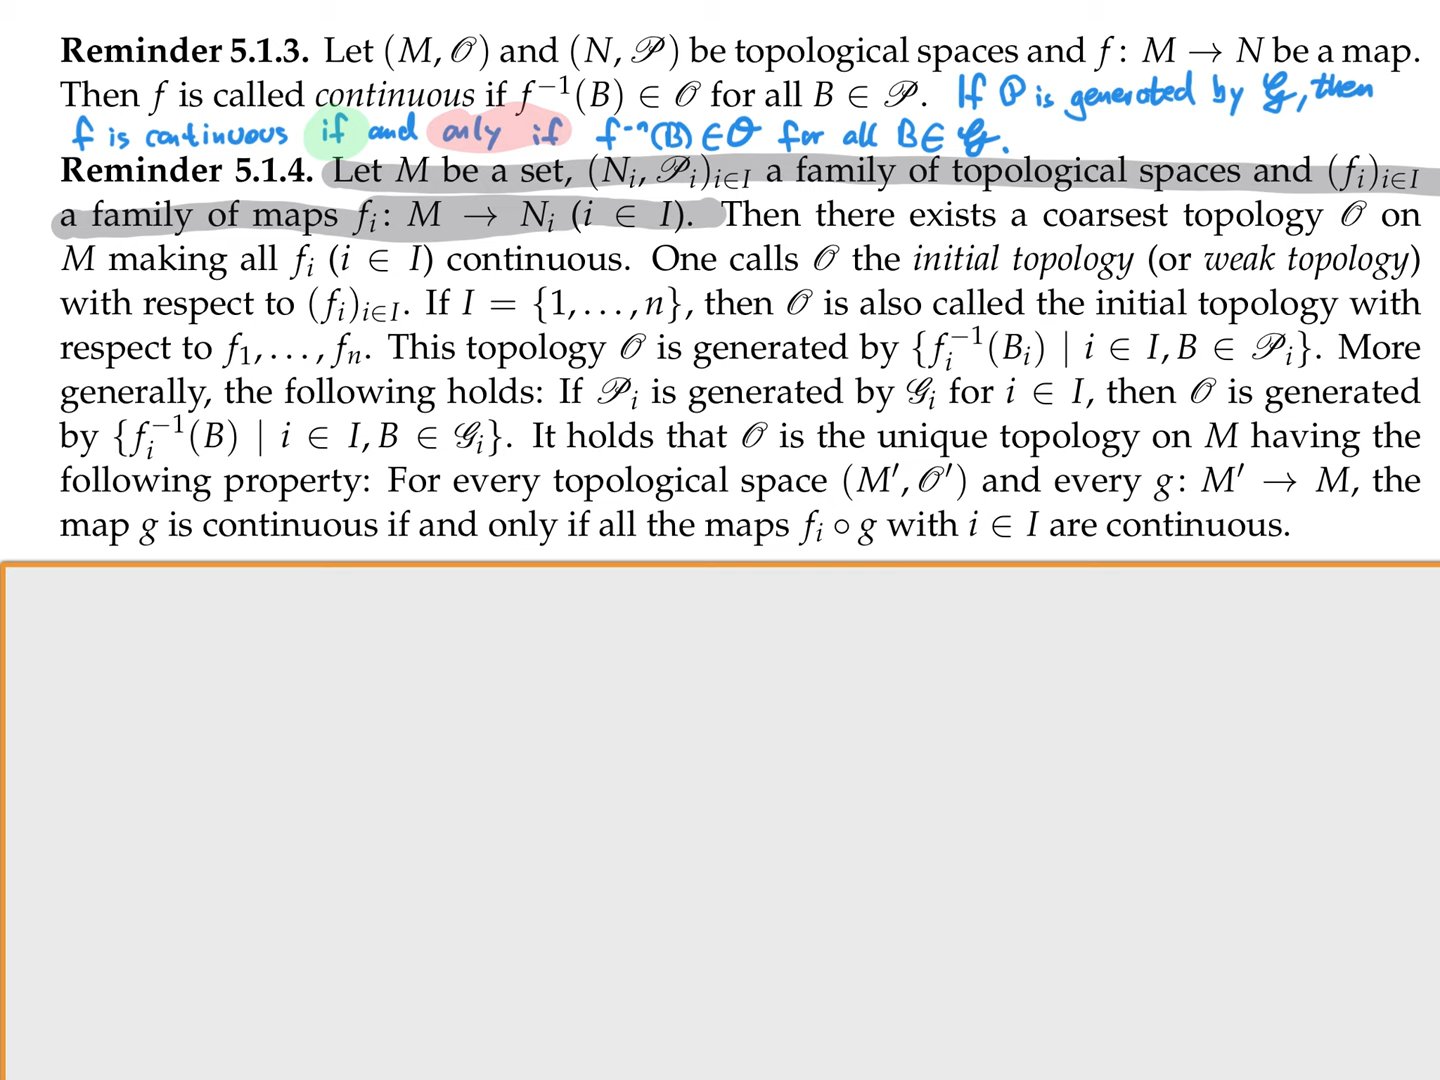 Reminder 5.1.3. Let (M, 𝒪) and (N, 𝒫) be topological spaces and f : M → N be a map.
Then f is called continuous if f⁻¹(B) ∈ 𝒪 for all B ∈ 𝒫. If 𝒫 is generated by 𝒢, then
f is continuous if and only if f⁻¹(B) ∈ 𝒪 for all B ∈ 𝒢.
Reminder 5.1.4. Let M be a set, (Nᵢ, 𝒫ᵢ)ᵢ∈I a family of topological spaces and (fᵢ)ᵢ∈I
a family of maps fᵢ : M → Nᵢ (i ∈ I). Then there exists a coarsest topology 𝒪 on
M making all fᵢ (i ∈ I) continuous. One calls 𝒪 the initial topology (or weak topology)
with respect to (fᵢ)ᵢ∈I. If I = {1, . . . , n}, then 𝒪 is also called the initial topology with
respect to f₁, . . . , fₙ. This topology 𝒪 is generated by {fᵢ⁻¹(Bᵢ) | i ∈ I, B ∈ 𝒫ᵢ}. More
generally, the following holds: If 𝒫ᵢ is generated by 𝒢ᵢ for i ∈ I, then 𝒪 is generated
by {fᵢ⁻¹(B) | i ∈ I, B ∈ 𝒢ᵢ}. It holds that 𝒪 is the unique topology on M having the
following property: For every topological space (M′, 𝒪′) and every g : M′ → M, the
map g is continuous if and only if all the maps fᵢ ∘ g with i ∈ I are continuous.